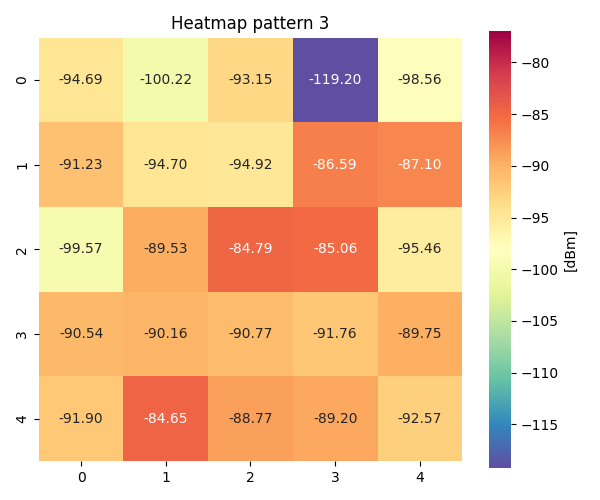 Heatmap pattern 3
0 -94.69 -100.22 -93.15 -119.20 -98.56
1 -91.23 -94.70 -94.92 -86.59 -87.10
2 -99.57 -89.53 -84.79 -85.06 -95.46
3 -90.54 -90.16 -90.77 -91.76 -89.75
4 -91.90 -84.65 -88.77 -89.20 -92.57
0 1 2 3 4
−80
−85
−90
−95
−100
−105
−110
−115
[dBm]